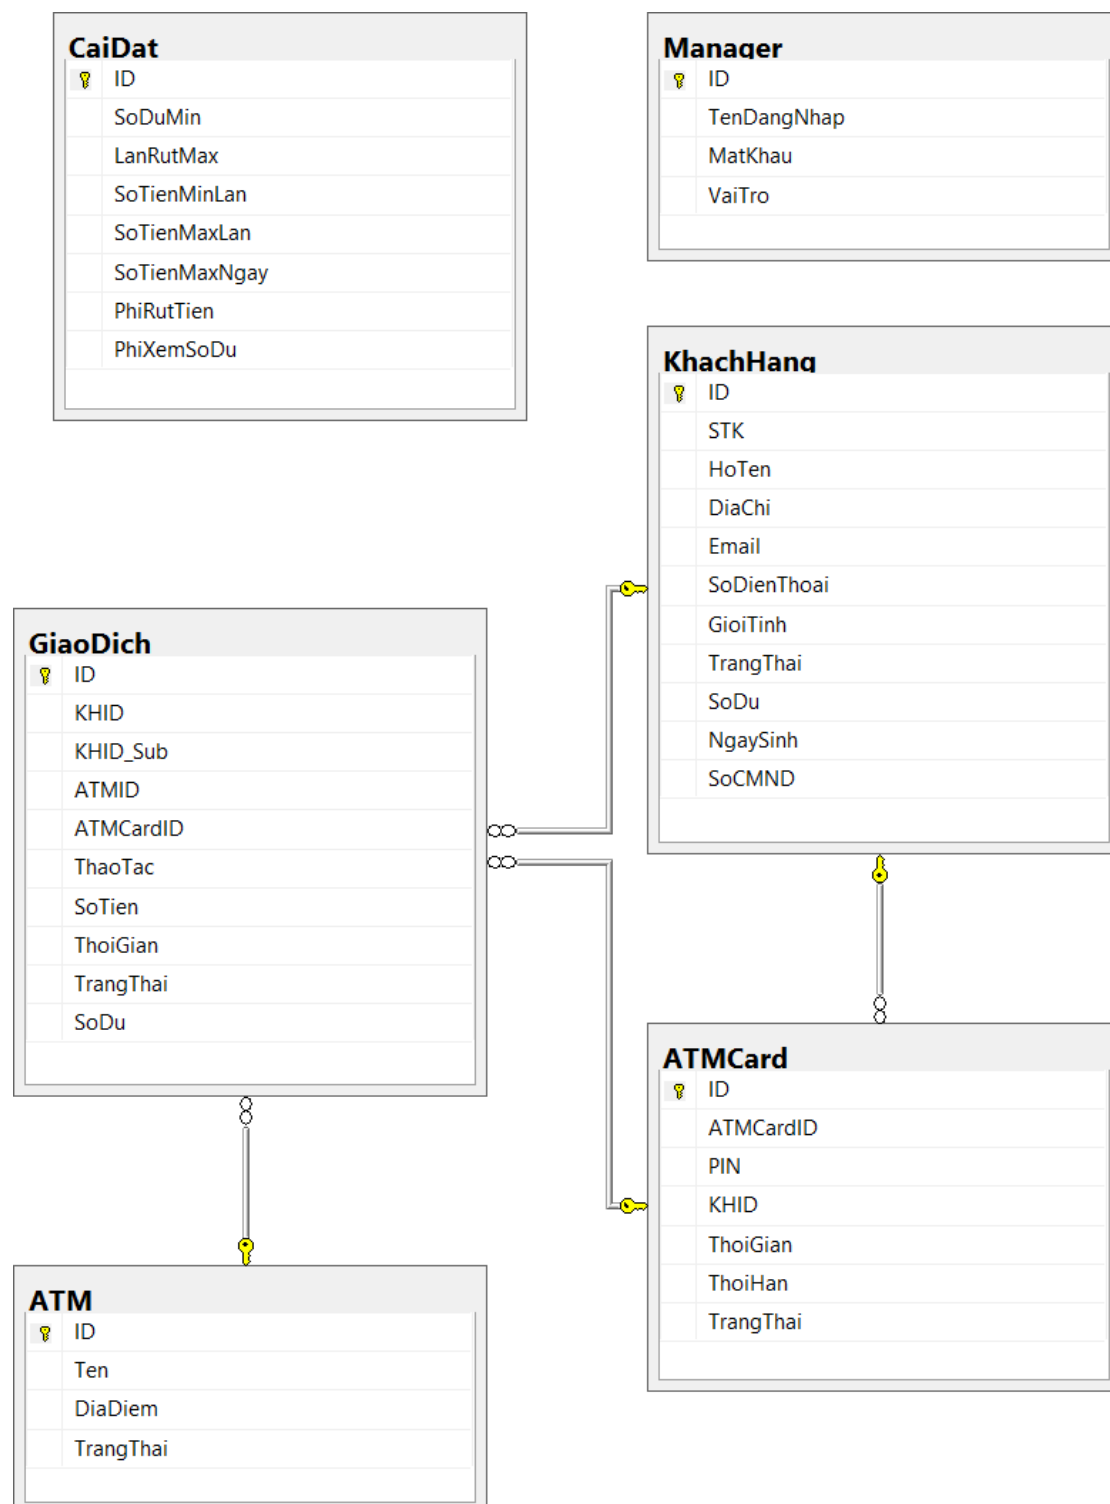 CaiDat
ID
SoDuMin
LanRutMax
SoTienMinLan
SoTienMaxLan
SoTienMaxNgay
PhiRutTien
PhiXemSoDu
Manager
ID
TenDangNhap
MatKhau
VaiTro
KhachHang
ID
STK
HoTen
DiaChi
Email
SoDienThoai
GioiTinh
TrangThai
SoDu
NgaySinh
SoCMND
GiaoDich
ID
KHID
KHID_Sub
ATMID
ATMCardID
ThaoTac
SoTien
ThoiGian
TrangThai
SoDu
ATMCard
ID
ATMCardID
PIN
KHID
ThoiGian
ThoiHan
TrangThai
ATM
ID
Ten
DiaDiem
TrangThai